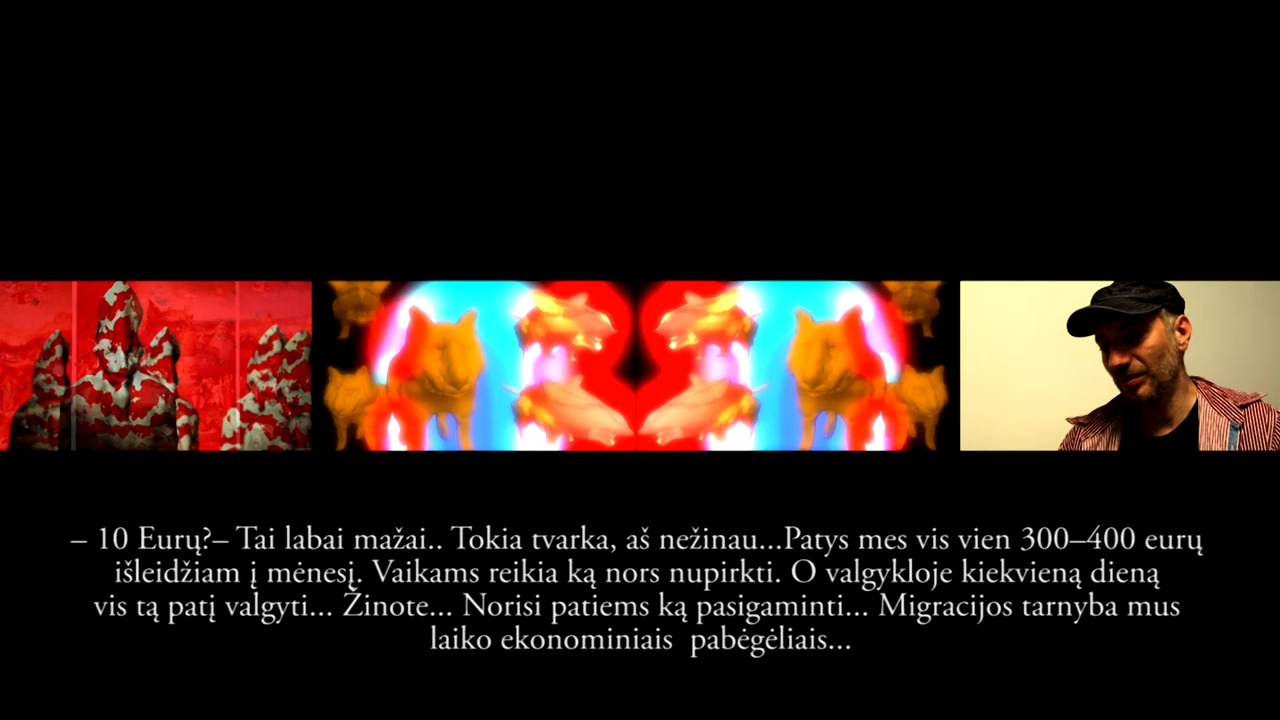 – 10 Eurų?– Tai labai mažai.. Tokia tvarka, aš nežinau...Patys mes vis vien 300–400 eurų
išleidžiam į mėnesį. Vaikams reikia ką nors nupirkti. O valgykloje kiekvieną dieną
vis tą patį valgyti... Žinote... Norisi patiems ką pasigaminti... Migracijos tarnyba mus
laiko ekonominiais  pabėgėliais...